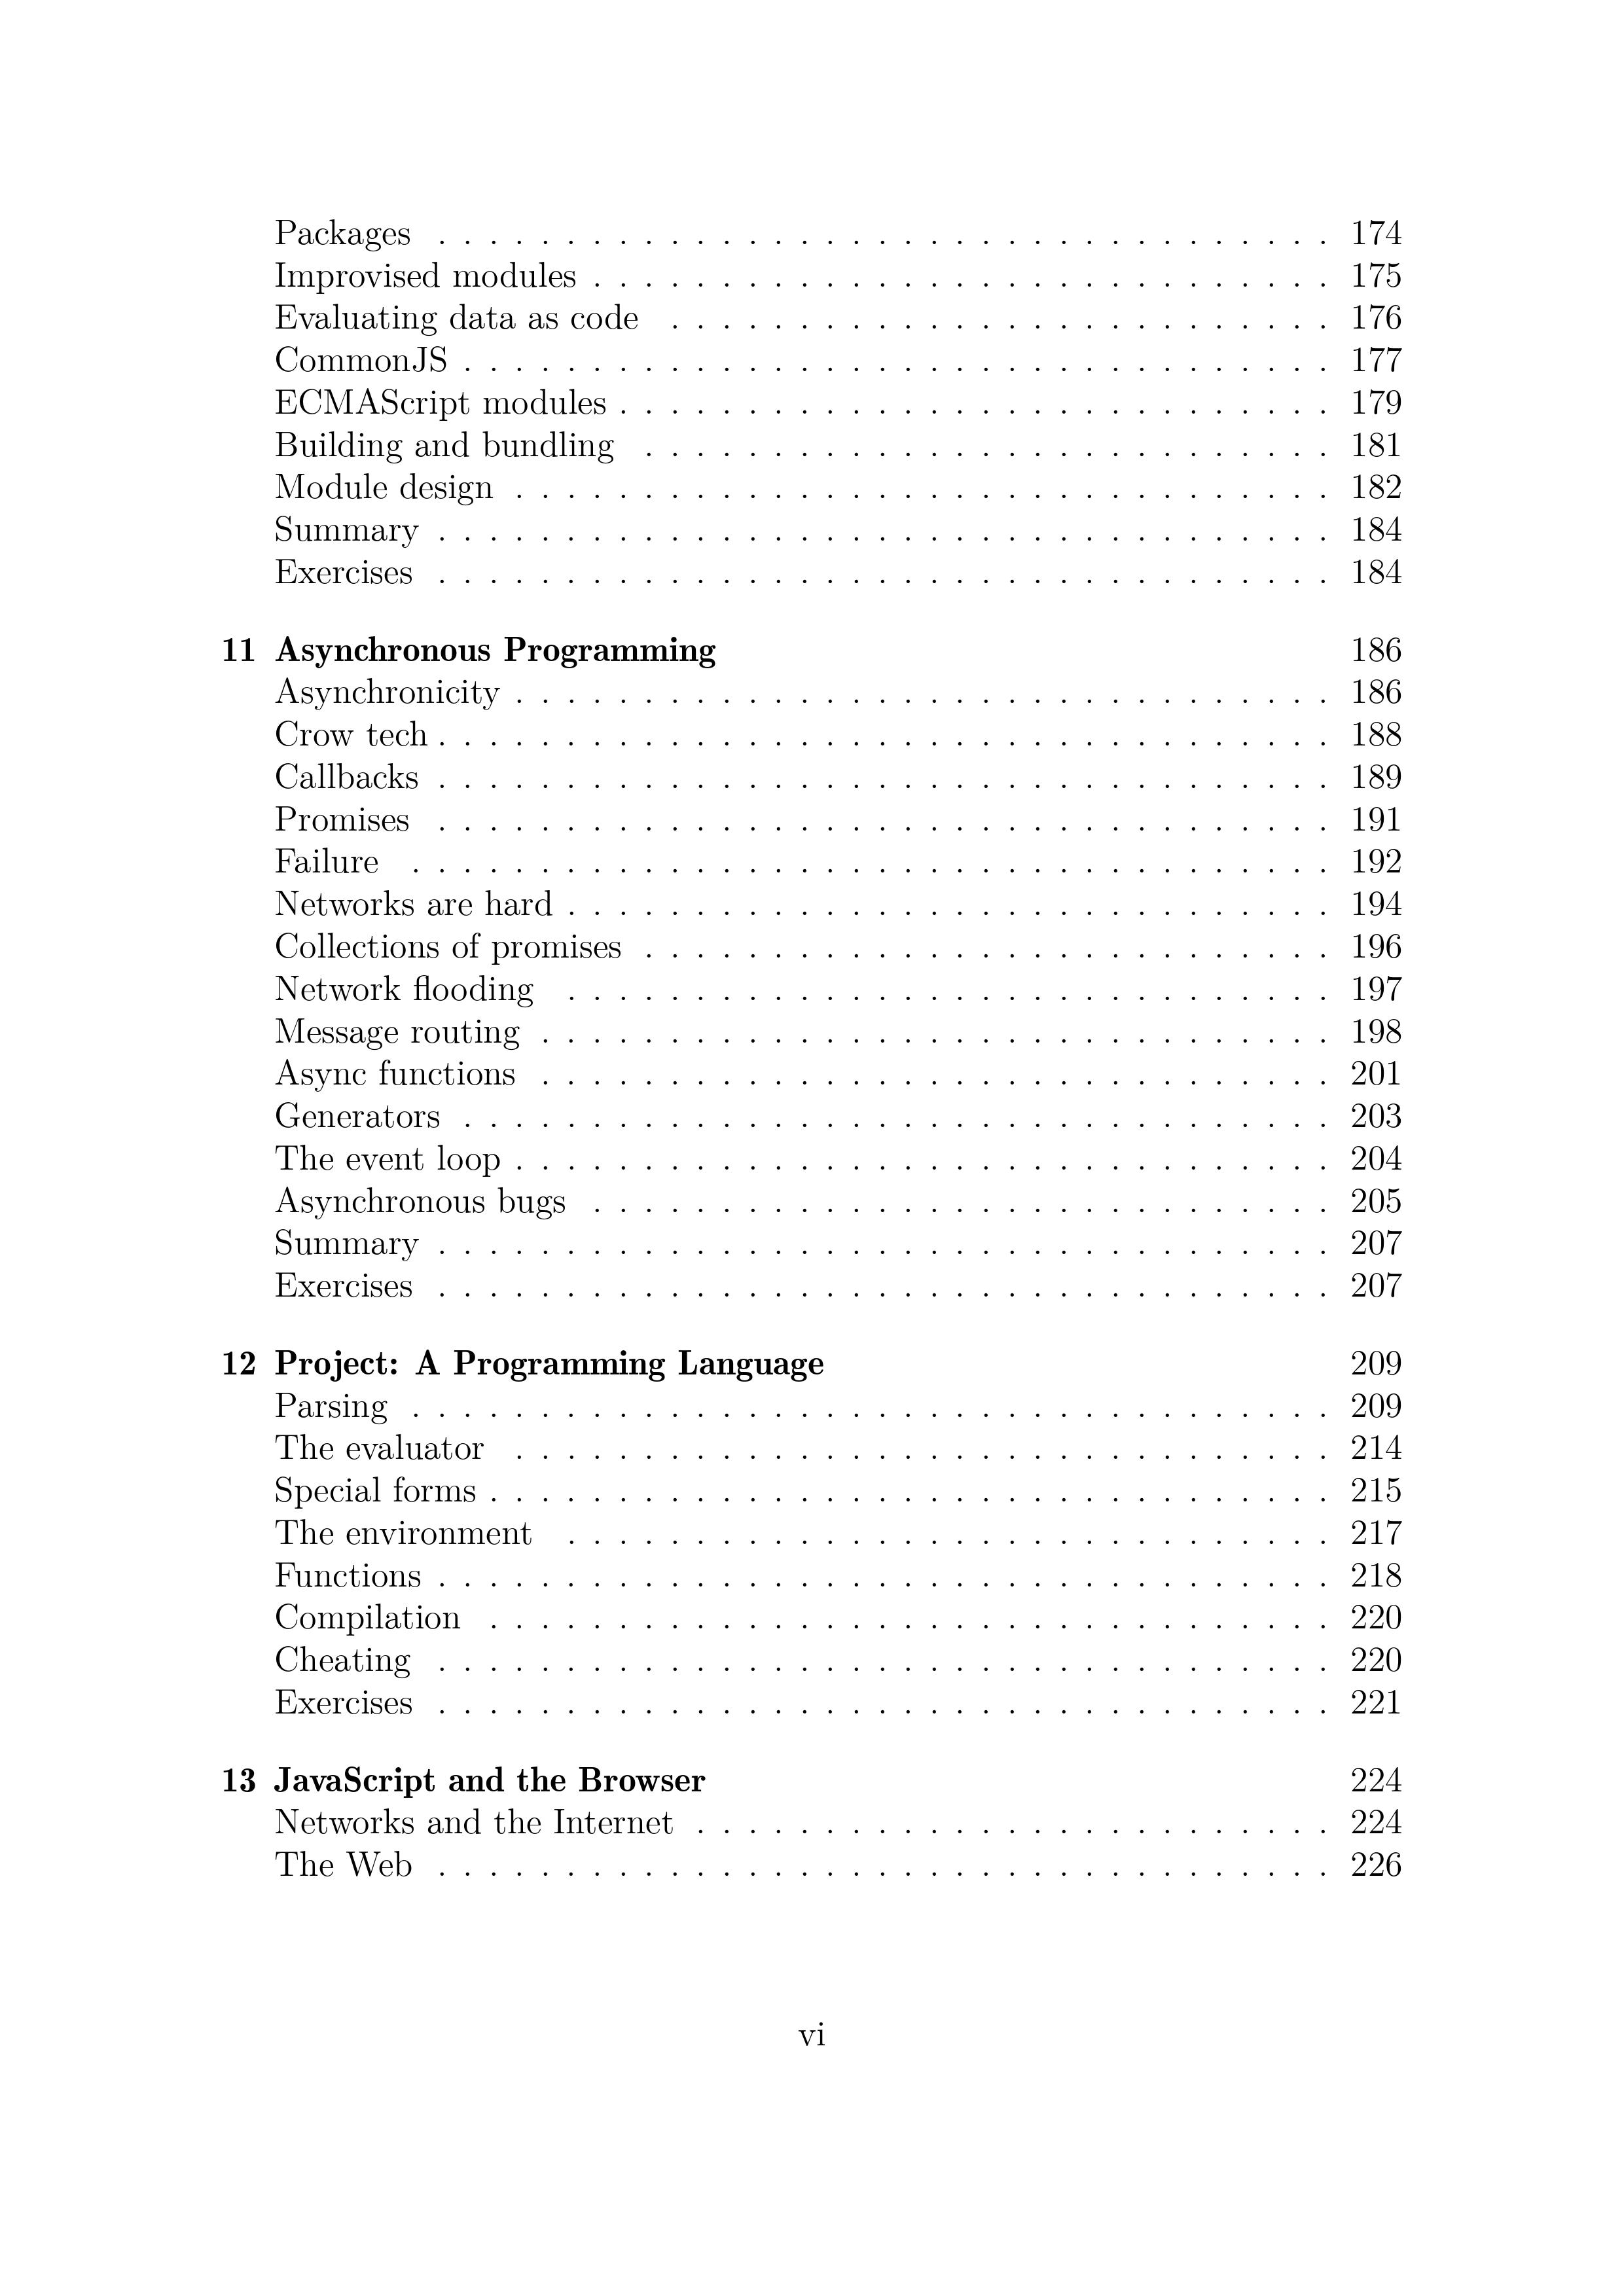 Packages . . . . . . . . . . . . . . . . . . . . . . . . . . . . . . . . . . . 174
Improvised modules . . . . . . . . . . . . . . . . . . . . . . . . . . . . . 175
Evaluating data as code . . . . . . . . . . . . . . . . . . . . . . . . . . 176
CommonJS . . . . . . . . . . . . . . . . . . . . . . . . . . . . . . . . . . 177
ECMAScript modules . . . . . . . . . . . . . . . . . . . . . . . . . . . . 179
Building and bundling . . . . . . . . . . . . . . . . . . . . . . . . . . . 181
Module design . . . . . . . . . . . . . . . . . . . . . . . . . . . . . . . . 182
Summary . . . . . . . . . . . . . . . . . . . . . . . . . . . . . . . . . . . 184
Exercises . . . . . . . . . . . . . . . . . . . . . . . . . . . . . . . . . . . 184
11 Asynchronous Programming 186
Asynchronicity . . . . . . . . . . . . . . . . . . . . . . . . . . . . . . . . 186
Crow tech . . . . . . . . . . . . . . . . . . . . . . . . . . . . . . . . . . . 188
Callbacks . . . . . . . . . . . . . . . . . . . . . . . . . . . . . . . . . . . 189
Promises . . . . . . . . . . . . . . . . . . . . . . . . . . . . . . . . . . . 191
Failure . . . . . . . . . . . . . . . . . . . . . . . . . . . . . . . . . . . . 192
Networks are hard . . . . . . . . . . . . . . . . . . . . . . . . . . . . . . 194
Collections of promises . . . . . . . . . . . . . . . . . . . . . . . . . . . 196
Network flooding . . . . . . . . . . . . . . . . . . . . . . . . . . . . . . 197
Message routing . . . . . . . . . . . . . . . . . . . . . . . . . . . . . . . 198
Async functions . . . . . . . . . . . . . . . . . . . . . . . . . . . . . . . 201
Generators . . . . . . . . . . . . . . . . . . . . . . . . . . . . . . . . . . 203
The event loop . . . . . . . . . . . . . . . . . . . . . . . . . . . . . . . . 204
Asynchronous bugs . . . . . . . . . . . . . . . . . . . . . . . . . . . . . 205
Summary . . . . . . . . . . . . . . . . . . . . . . . . . . . . . . . . . . . 207
Exercises . . . . . . . . . . . . . . . . . . . . . . . . . . . . . . . . . . . 207
12 Project: A Programming Language 209
Parsing . . . . . . . . . . . . . . . . . . . . . . . . . . . . . . . . . . . . 209
The evaluator . . . . . . . . . . . . . . . . . . . . . . . . . . . . . . . . 214
Special forms . . . . . . . . . . . . . . . . . . . . . . . . . . . . . . . . . 215
The environment . . . . . . . . . . . . . . . . . . . . . . . . . . . . . . 217
Functions . . . . . . . . . . . . . . . . . . . . . . . . . . . . . . . . . . . 218
Compilation . . . . . . . . . . . . . . . . . . . . . . . . . . . . . . . . . 220
Cheating . . . . . . . . . . . . . . . . . . . . . . . . . . . . . . . . . . . 220
Exercises . . . . . . . . . . . . . . . . . . . . . . . . . . . . . . . . . . . 221
13 JavaScript and the Browser 224
Networks and the Internet . . . . . . . . . . . . . . . . . . . . . . . . . 224
The Web . . . . . . . . . . . . . . . . . . . . . . . . . . . . . . . . . . . 226
vi